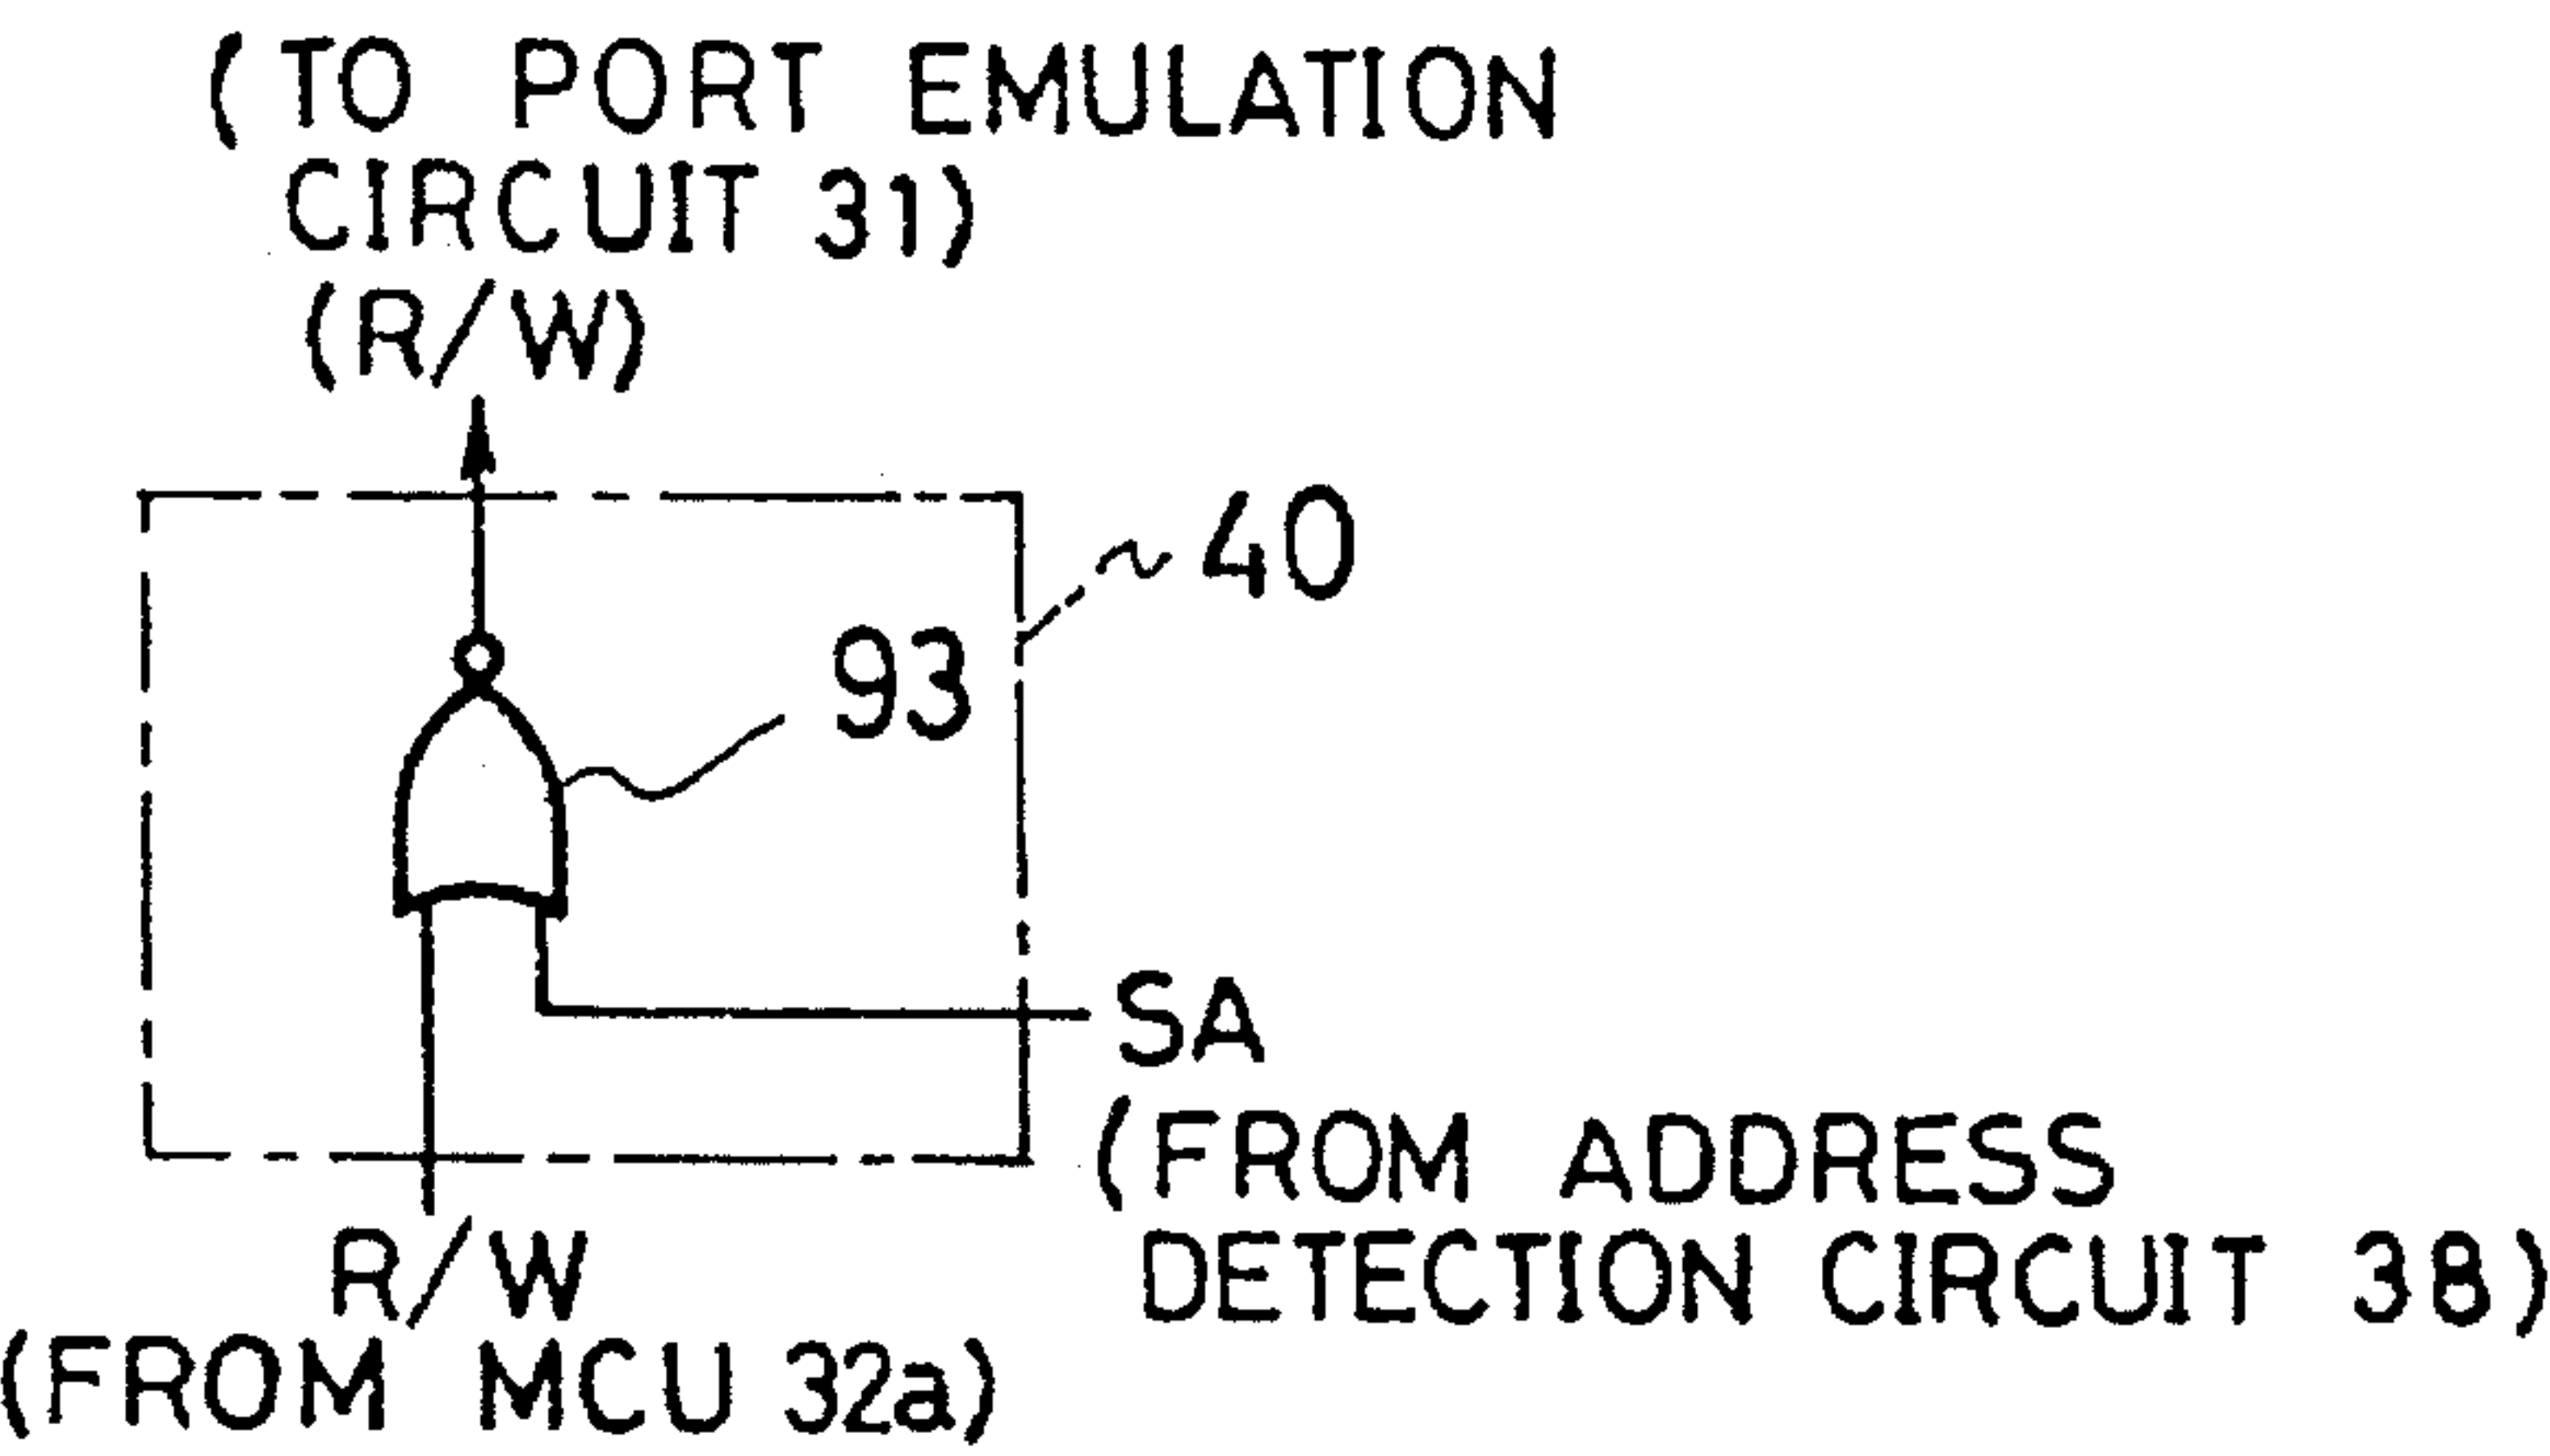 (TO PORT EMULATION
CIRCUIT 31)
(R/W)
40
93
SA
(FROM ADDRESS
DETECTION CIRCUIT 38)
R/W
(FROM MCU 32a)